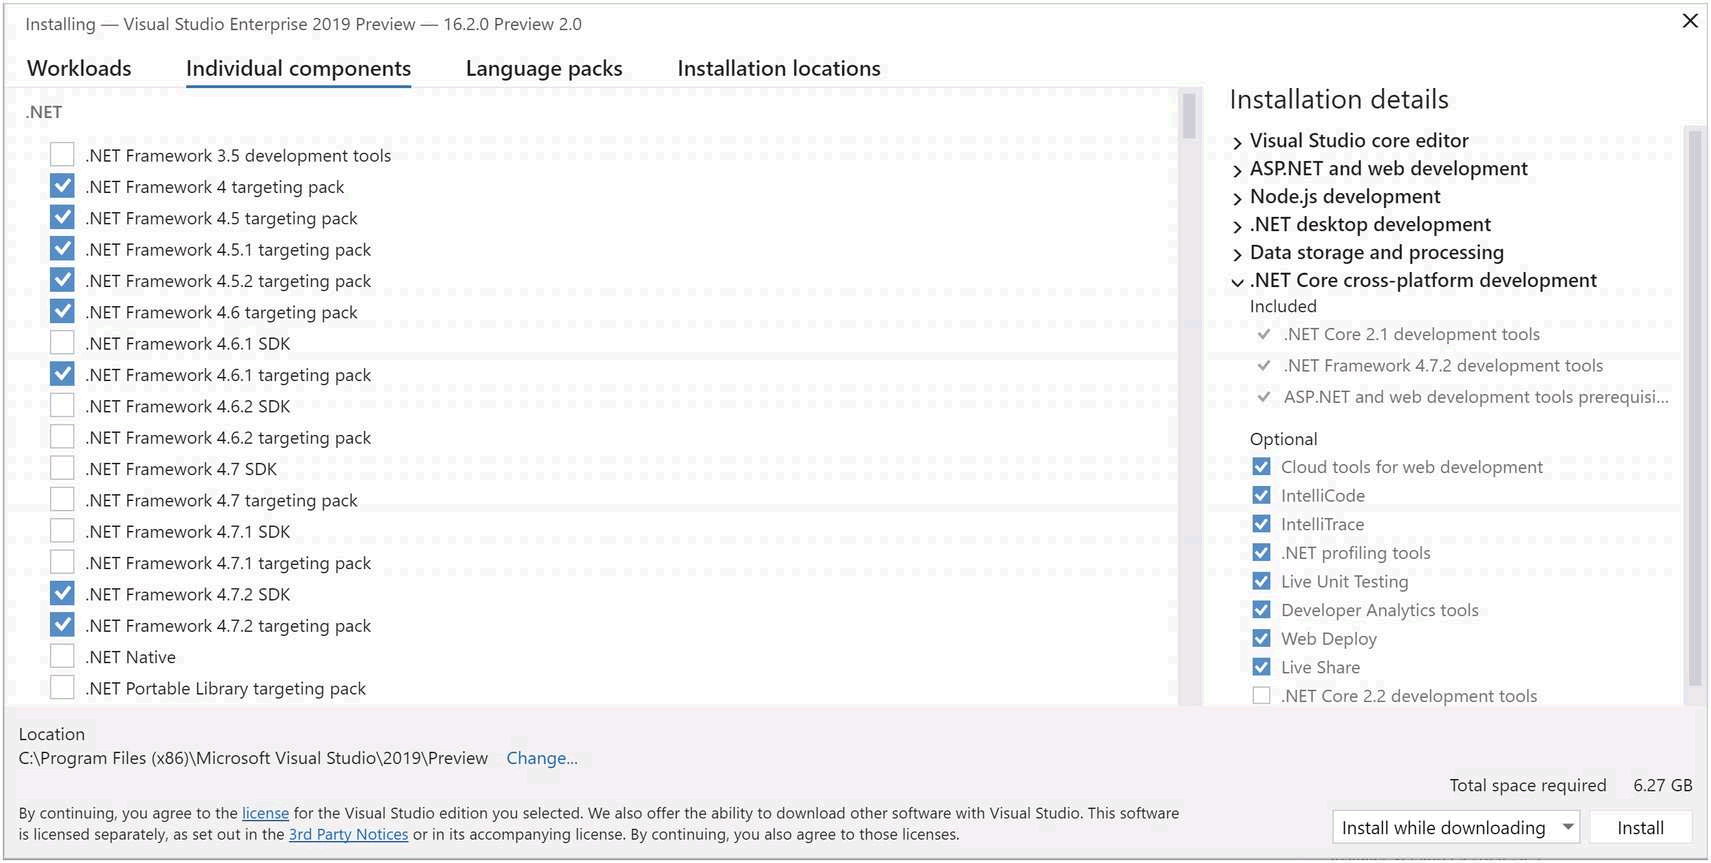 Installing — Visual Studio Enterprise 2019 Preview — 16.2.0 Preview 2.0
Workloads
Individual components
Language packs
Installation locations
.NET
.NET Framework 3.5 development tools
.NET Framework 4 targeting pack
.NET Framework 4.5 targeting pack
.NET Framework 4.5.1 targeting pack
.NET Framework 4.5.2 targeting pack
.NET Framework 4.6 targeting pack
.NET Framework 4.6.1 SDK
.NET Framework 4.6.1 targeting pack
.NET Framework 4.6.2 SDK
.NET Framework 4.6.2 targeting pack
.NET Framework 4.7 SDK
.NET Framework 4.7 targeting pack
.NET Framework 4.7.1 SDK
.NET Framework 4.7.1 targeting pack
.NET Framework 4.7.2 SDK
.NET Framework 4.7.2 targeting pack
.NET Native
.NET Portable Library targeting pack
Installation details
Visual Studio core editor
ASP.NET and web development
Node.js development
.NET desktop development
Data storage and processing
.NET Core cross-platform development
Included
.NET Core 2.1 development tools
.NET Framework 4.7.2 development tools
ASP.NET and web development tools prerequisi...
Optional
Cloud tools for web development
IntelliCode
IntelliTrace
.NET profiling tools
Live Unit Testing
Developer Analytics tools
Web Deploy
Live Share
.NET Core 2.2 development tools
Location
C:\Program Files (x86)\Microsoft Visual Studio\2019\Preview Change...
Total space required 6.27 GB
By continuing, you agree to the license for the Visual Studio edition you selected. We also offer the ability to download other software with Visual Studio. This software
is licensed separately, as set out in the 3rd Party Notices or in its accompanying license. By continuing, you also agree to those licenses.
Install while downloading
Install